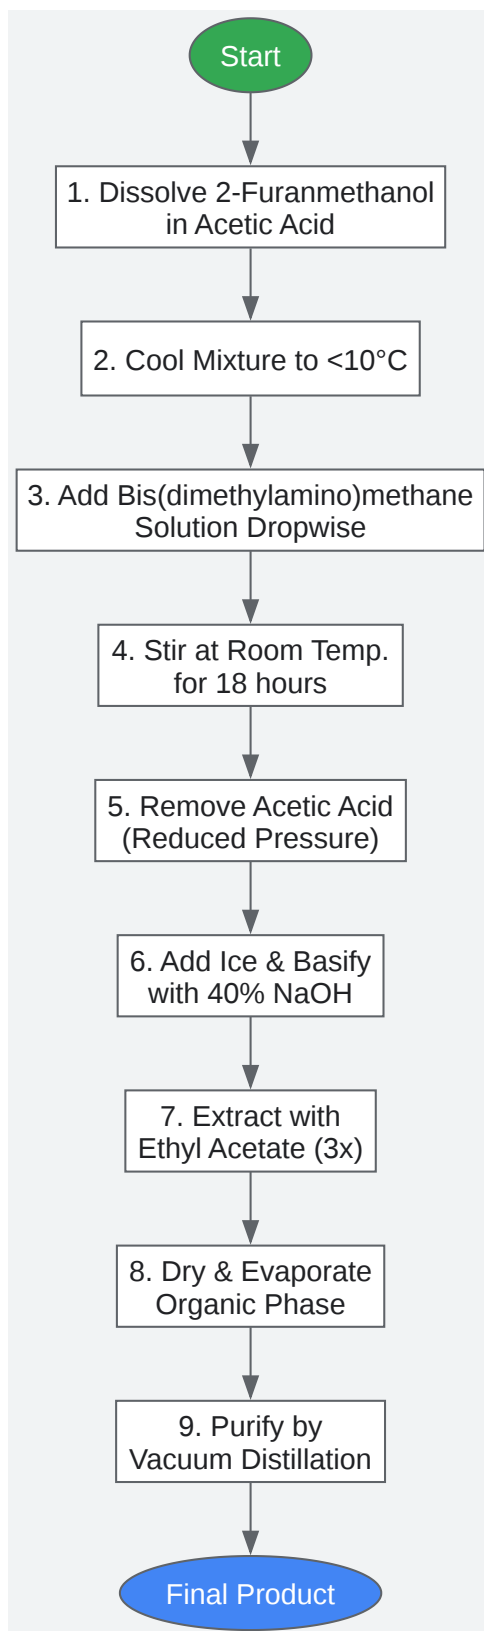 Start
1. Dissolve 2-Furanmethanol
in Acetic Acid
2. Cool Mixture to <10°C
3. Add Bis(dimethylamino)methane
Solution Dropwise
4. Stir at Room Temp.
for 18 hours
5. Remove Acetic Acid
(Reduced Pressure)
6. Add Ice & Basify
with 40% NaOH
7. Extract with
Ethyl Acetate (3x)
8. Dry & Evaporate
Organic Phase
9. Purify by
Vacuum Distillation
Final Product